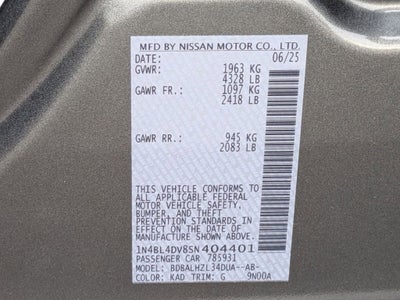 MFD BY NISSAN MOTOR CO., LTD.
DATE: 06/25
GVWR: 1963 KG
4328 LB
GAWR FR.: 1097 KG
2418 LB
GAWR RR.: 945 KG
2083 LB
THIS VEHICLE CONFORMS TO
ALL APPLICABLE FEDERAL
MOTOR VEHICLE SAFETY,
BUMPER, AND THEFT
PREVENTION STANDARDS IN
EFFECT ON THE DATE OF
MANUFACTURE SHOWN ABOVE.
1N4BL4DV8SN404401
PASSENGER CAR 785931
MODEL: BDBALHZL34DUA--AB-
COLOR: KAD TRIM: G 9N00A